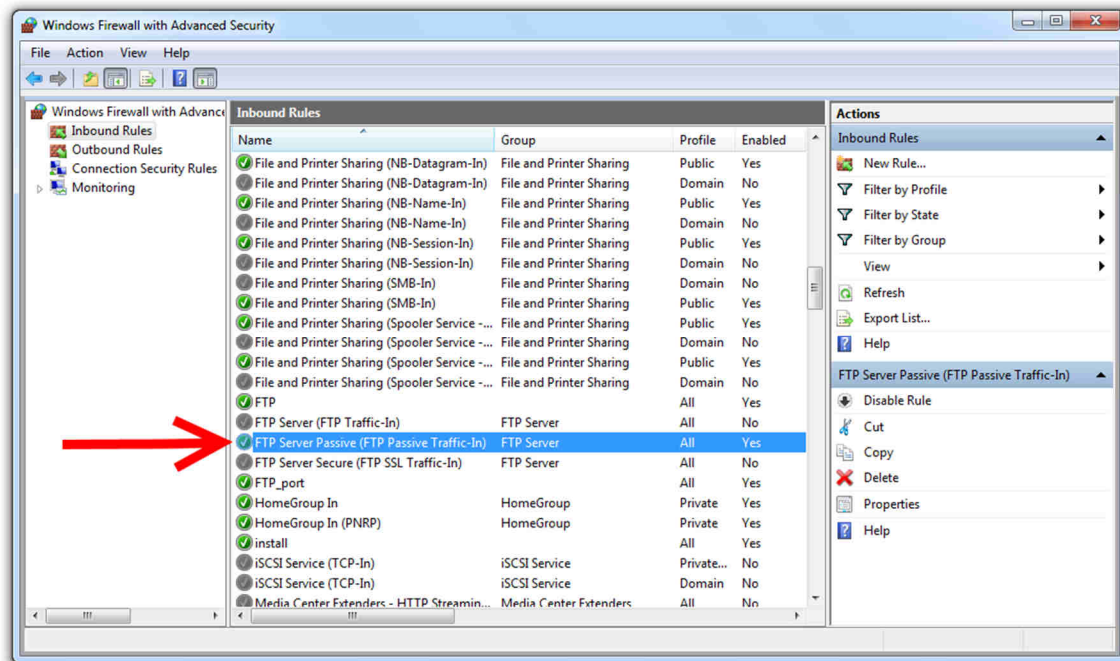 Windows Firewall with Advanced Security
File Action View Help
Windows Firewall with Advance
Inbound Rules
Outbound Rules
Connection Security Rules
Monitoring
Inbound Rules
Name Group Profile Enabled
File and Printer Sharing (NB-Datagram-In) File and Printer Sharing Public Yes
File and Printer Sharing (NB-Datagram-In) File and Printer Sharing Domain No
File and Printer Sharing (NB-Name-In) File and Printer Sharing Public Yes
File and Printer Sharing (NB-Name-In) File and Printer Sharing Domain No
File and Printer Sharing (NB-Session-In) File and Printer Sharing Public Yes
File and Printer Sharing (NB-Session-In) File and Printer Sharing Domain No
File and Printer Sharing (SMB-In) File and Printer Sharing Domain No
File and Printer Sharing (SMB-In) File and Printer Sharing Public Yes
File and Printer Sharing (Spooler Service -... File and Printer Sharing Public Yes
File and Printer Sharing (Spooler Service -... File and Printer Sharing Domain No
File and Printer Sharing (Spooler Service -... File and Printer Sharing Public Yes
File and Printer Sharing (Spooler Service -... File and Printer Sharing Domain No
FTP All Yes
FTP Server (FTP Traffic-In) FTP Server All No
FTP Server Passive (FTP Passive Traffic-In) FTP Server All Yes
FTP Server Secure (FTP SSL Traffic-In) FTP Server All No
FTP_port All Yes
HomeGroup In HomeGroup Private Yes
HomeGroup In (PNRP) HomeGroup Private Yes
install All Yes
iSCSI Service (TCP-In) iSCSI Service Private... No
iSCSI Service (TCP-In) iSCSI Service Domain No
Media Center Extenders - HTTP Streamin... Media Center Extenders All No
Actions
Inbound Rules
New Rule...
Filter by Profile
Filter by State
Filter by Group
View
Refresh
Export List...
Help
FTP Server Passive (FTP Passive Traffic-In)
Disable Rule
Cut
Copy
Delete
Properties
Help